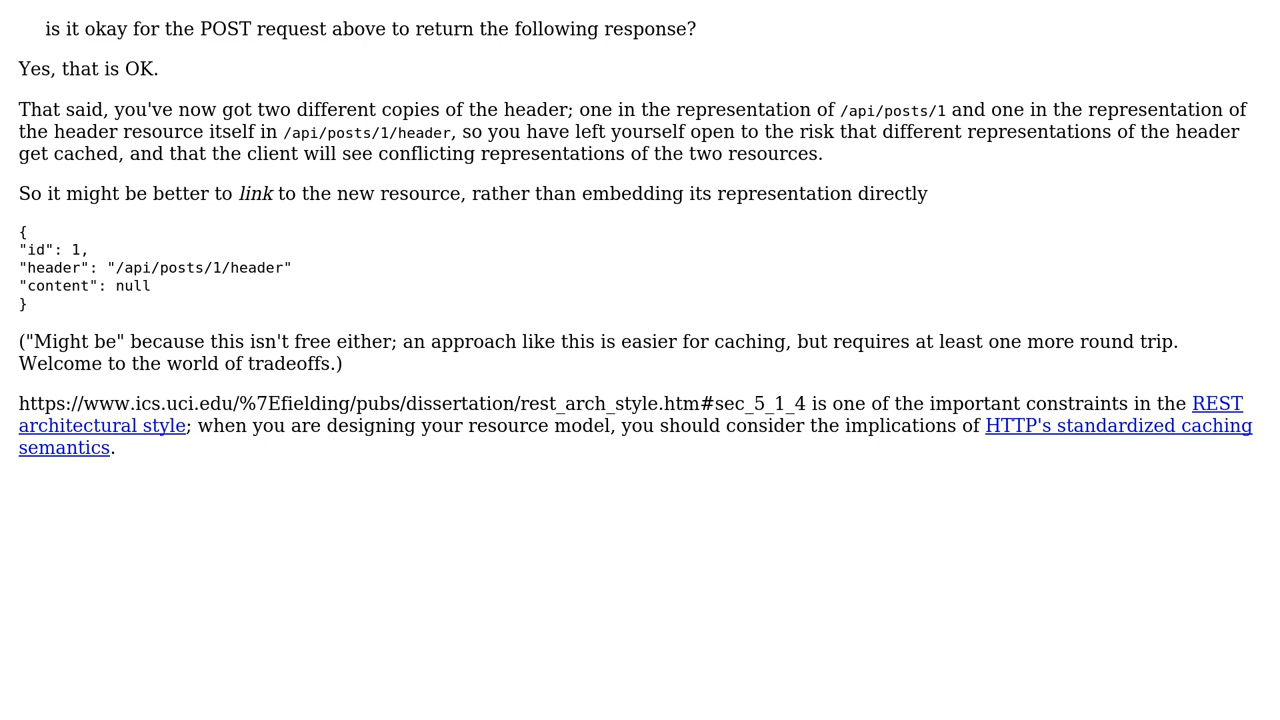 is it okay for the POST request above to return the following response?
Yes, that is OK.
That said, you've now got two different copies of the header; one in the representation of /api/posts/1 and one in the representation of
the header resource itself in /api/posts/1/header, so you have left yourself open to the risk that different representations of the header
get cached, and that the client will see conflicting representations of the two resources.
So it might be better to link to the new resource, rather than embedding its representation directly
{
"id": 1,
"header": "/api/posts/1/header"
"content": null
}
("Might be" because this isn't free either; an approach like this is easier for caching, but requires at least one more round trip.
Welcome to the world of tradeoffs.)
https://www.ics.uci.edu/%7Efielding/pubs/dissertation/rest_arch_style.htm#sec_5_1_4 is one of the important constraints in the REST
architectural style; when you are designing your resource model, you should consider the implications of HTTP's standardized caching
semantics.